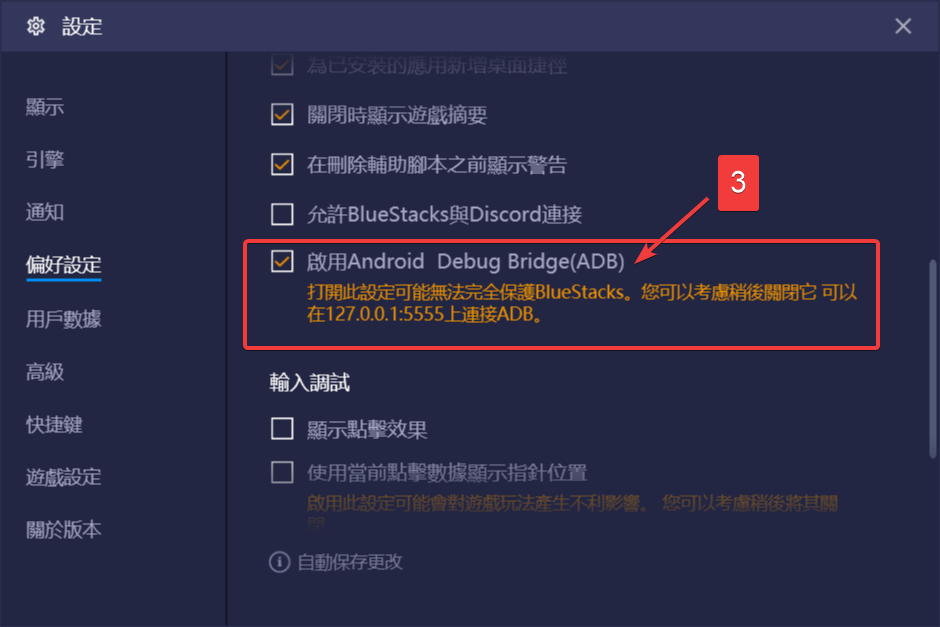 設定
顯示
引擎
通知
偏好設定
用戶數據
高級
快捷鍵
遊戲設定
關於版本
為已安裝的應用新增桌面捷徑
關閉時顯示遊戲摘要
在刪除輔助腳本之前顯示警告
允許BlueStacks與Discord連接
3
啟用Android Debug Bridge(ADB)
打開此設定可能無法完全保護BlueStacks。您可以考慮稍後關閉它 可以
在127.0.0.1:5555上連接ADB。
輸入調試
顯示點擊效果
使用當前點擊數據顯示指針位置
啟用此設定可能會對遊戲玩法產生不利影響。 您可以考慮稍後將其關
自動保存更改